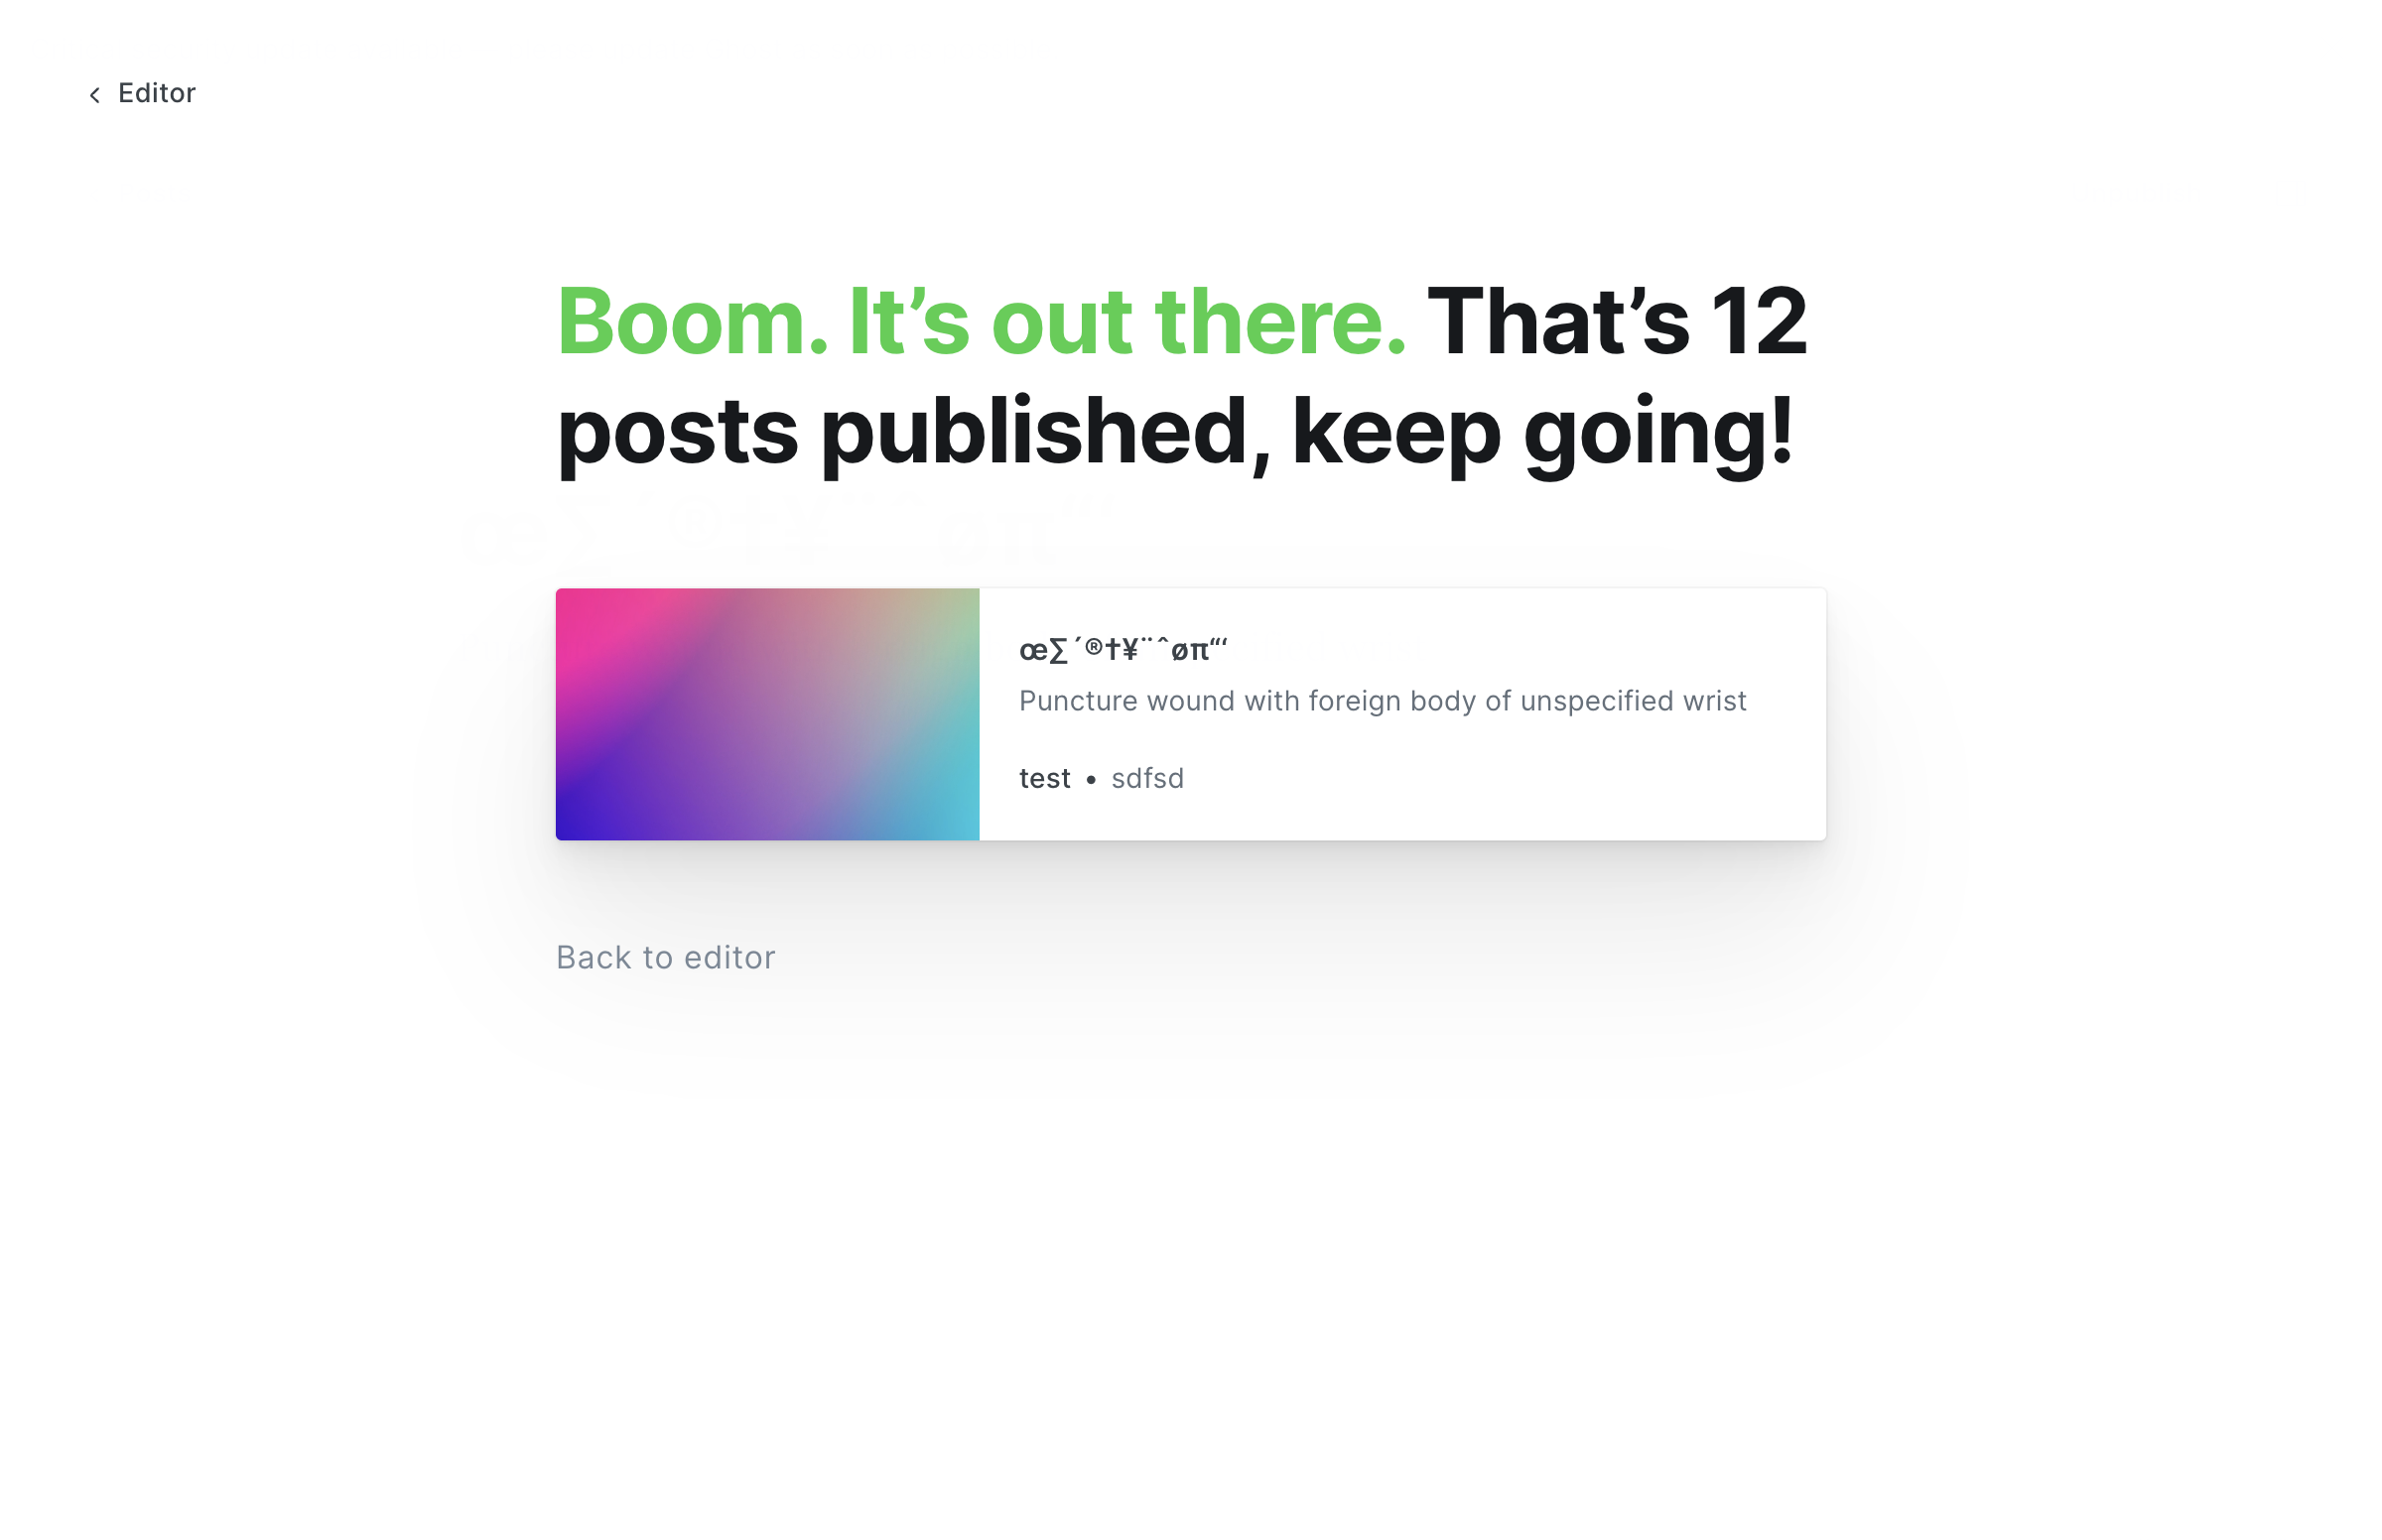 Editor
Boom. It’s out there. That’s 12
posts published, keep going!
œ∑´®†¥¨ˆøπ“‘
Puncture wound with foreign body of unspecified wrist
test • sdfsd
Back to editor